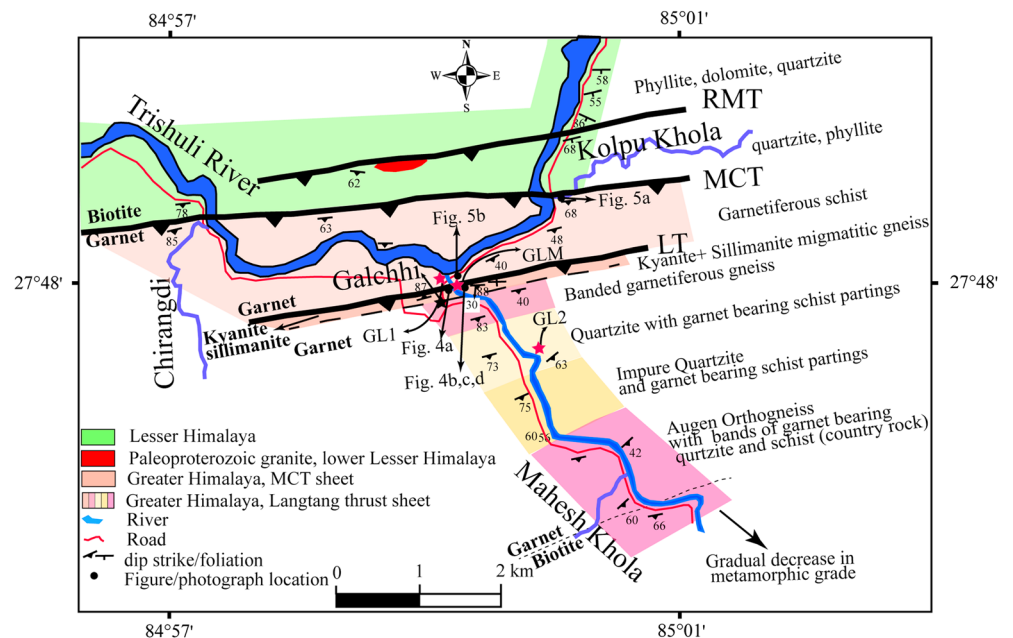 84°57' 85°01'
N
W E
S
58
55
86
68
Phyllite, dolomite, quartzite
RMT
Trishuli River
Kolpu Khola
quartzite, phyllite
62
MCT
Biotite
Garnet
78
85
63
Fig. 5b
68
Fig. 5a
Garnetiferous schist
48
LT
GLM
40
Kyanite+ Sillimanite migmatitic gneiss
27°48' 27°48'
Galchhi
87
88
30
40
Banded garnetiferous gneiss
Garnet
Kyanite
sillimanite
Garnet
GL1
83
GL2
Quartzite with garnet bearing schist partings
Chirangdi
Fig. 4a
73
63
Fig. 4b,c,d
Impure Quartzite
and garnet bearing schist partings
75
60 56
42
Augen Orthogneiss
with bands of garnet bearing
qurtzite and schist (country rock)
Lesser Himalaya
Paleoproterozoic granite, lower Lesser Himalaya
Greater Himalaya, MCT sheet
Greater Himalaya, Langtang thrust sheet
River
Road
dip strike/foliation
Figure/photograph location
Mahesh Khola
60
66
Garnet
Biotite
Gradual decrease in
metamorphic grade
0 1 2 km
84°57' 85°01'